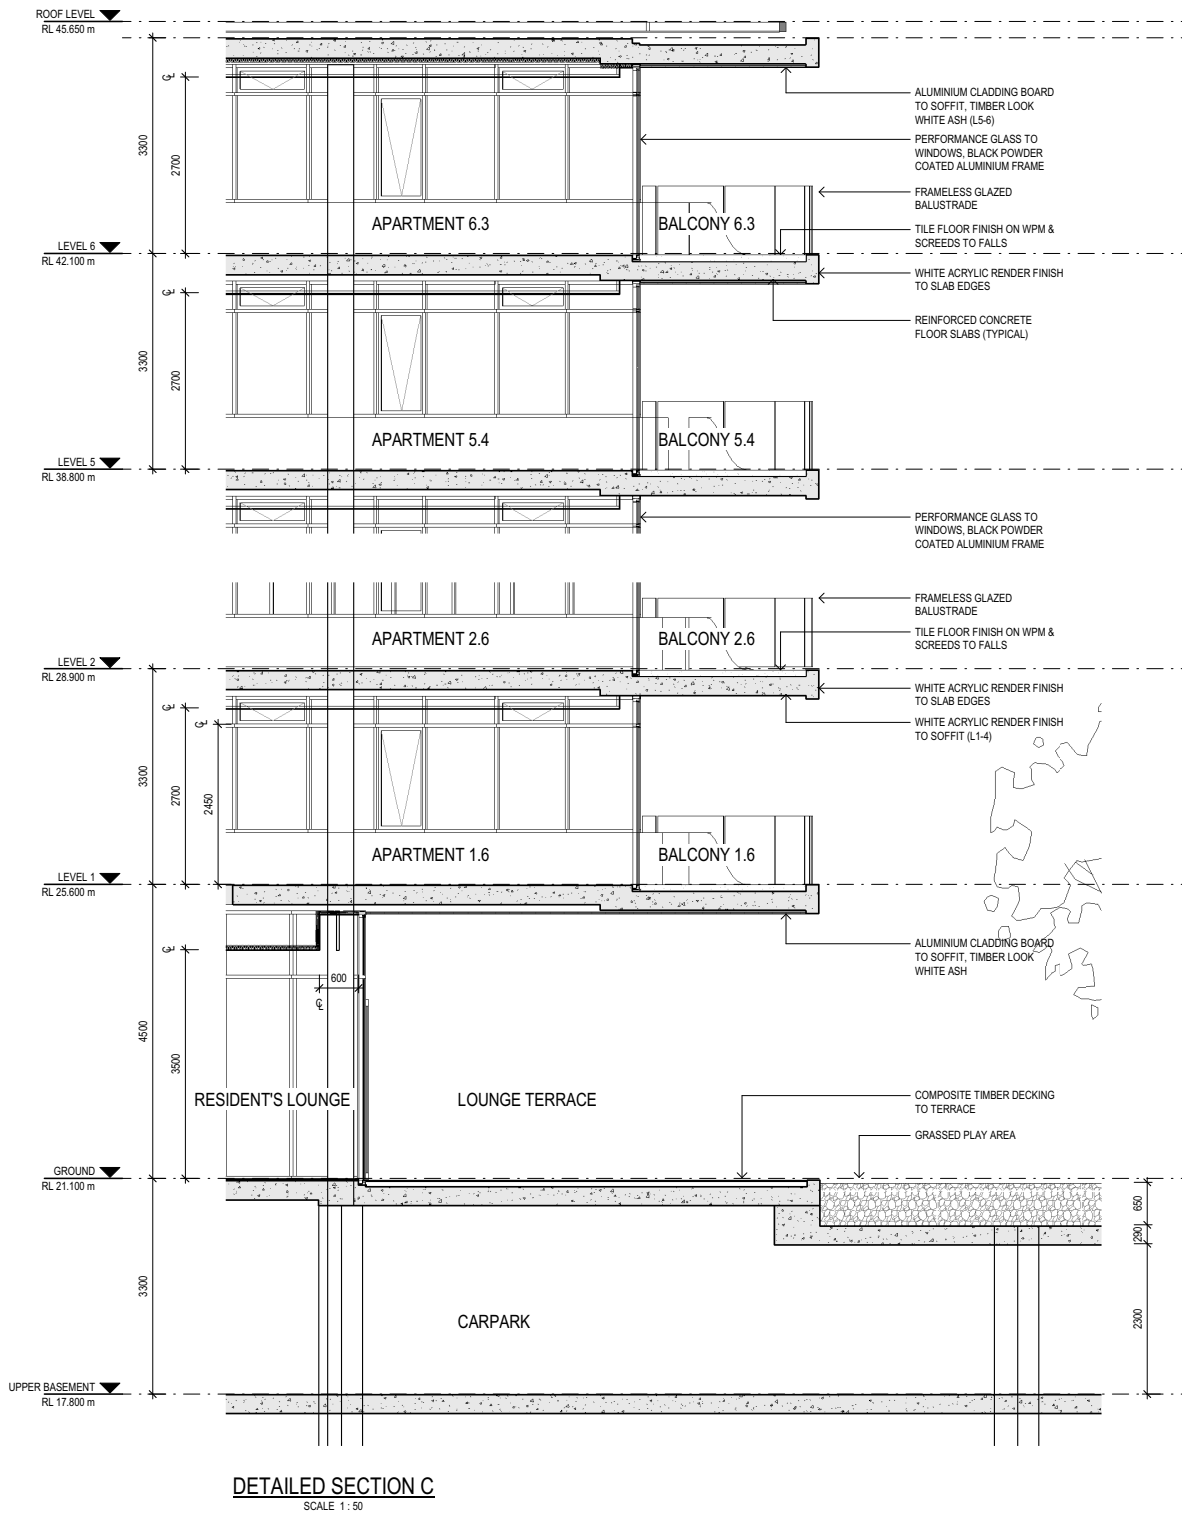 ROOF LEVEL
RL 45.650 m
ALUMINIUM CLADDING BOARD
TO SOFFIT, TIMBER LOOK
WHITE ASH (L5-6)
PERFORMANCE GLASS TO
WINDOWS, BLACK POWDER
COATED ALUMINIUM FRAME
FRAMELESS GLAZED
BALUSTRADE
CL
3300
2700
APARTMENT 6.3
BALCONY 6.3
TILE FLOOR FINISH ON WPM &
SCREEDS TO FALLS
LEVEL 6
RL 42.100 m
WHITE ACRYLIC RENDER FINISH
TO SLAB EDGES
REINFORCED CONCRETE
FLOOR SLABS (TYPICAL)
CL
3300
2700
APARTMENT 5.4
BALCONY 5.4
LEVEL 5
RL 38.800 m
PERFORMANCE GLASS TO
WINDOWS, BLACK POWDER
COATED ALUMINIUM FRAME
FRAMELESS GLAZED
BALUSTRADE
APARTMENT 2.6
BALCONY 2.6
TILE FLOOR FINISH ON WPM &
SCREEDS TO FALLS
LEVEL 2
RL 28.900 m
WHITE ACRYLIC RENDER FINISH
TO SLAB EDGES
WHITE ACRYLIC RENDER FINISH
TO SOFFIT (L1-4)
CL
CL
3300
2700
2450
APARTMENT 1.6
BALCONY 1.6
LEVEL 1
RL 25.600 m
ALUMINIUM CLADDING BOARD
TO SOFFIT, TIMBER LOOK
WHITE ASH
CL
600
CL
4500
3500
RESIDENT'S LOUNGE
LOUNGE TERRACE
COMPOSITE TIMBER DECKING
TO TERRACE
GRASSED PLAY AREA
GROUND
RL 21.100 m
650
290
3300
2300
CARPARK
UPPER BASEMENT
RL 17.800 m
DETAILED SECTION C
SCALE 1 : 50